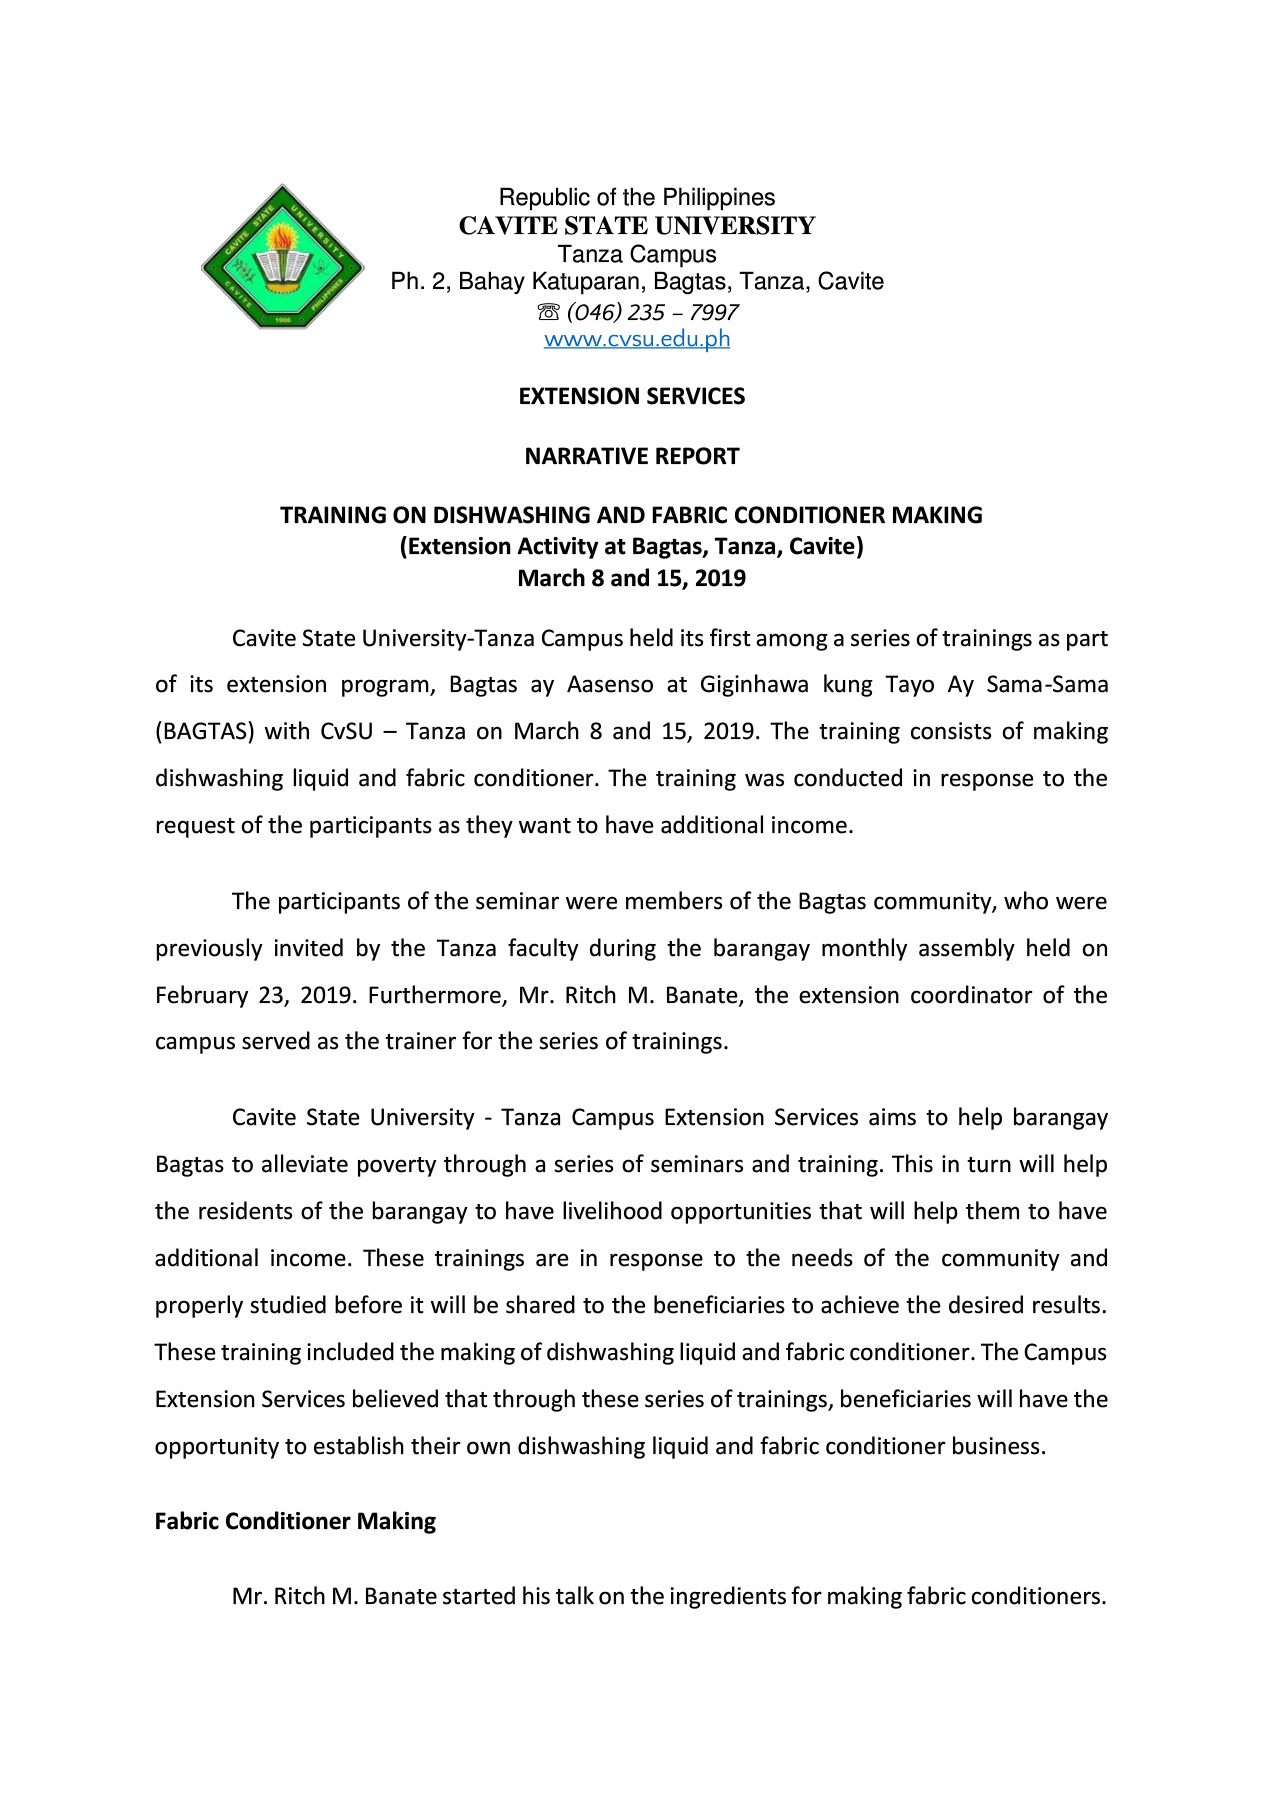 CAVITE STATE UNIVERSITY
CAVITE PHILIPPINES
1906
Republic of the Philippines
CAVITE STATE UNIVERSITY
Tanza Campus
Ph. 2, Bahay Katuparan, Bagtas, Tanza, Cavite
☏ (046) 235 – 7997
www.cvsu.edu.ph
EXTENSION SERVICES
NARRATIVE REPORT
TRAINING ON DISHWASHING AND FABRIC CONDITIONER MAKING
(Extension Activity at Bagtas, Tanza, Cavite)
March 8 and 15, 2019
Cavite State University-Tanza Campus held its first among a series of trainings as part
of its extension program, Bagtas ay Aasenso at Giginhawa kung Tayo Ay Sama-Sama
(BAGTAS) with CvSU – Tanza on March 8 and 15, 2019. The training consists of making
dishwashing liquid and fabric conditioner. The training was conducted in response to the
request of the participants as they want to have additional income.
The participants of the seminar were members of the Bagtas community, who were
previously invited by the Tanza faculty during the barangay monthly assembly held on
February 23, 2019. Furthermore, Mr. Ritch M. Banate, the extension coordinator of the
campus served as the trainer for the series of trainings.
Cavite State University - Tanza Campus Extension Services aims to help barangay
Bagtas to alleviate poverty through a series of seminars and training. This in turn will help
the residents of the barangay to have livelihood opportunities that will help them to have
additional income. These trainings are in response to the needs of the community and
properly studied before it will be shared to the beneficiaries to achieve the desired results.
These training included the making of dishwashing liquid and fabric conditioner. The Campus
Extension Services believed that through these series of trainings, beneficiaries will have the
opportunity to establish their own dishwashing liquid and fabric conditioner business.
Fabric Conditioner Making
Mr. Ritch M. Banate started his talk on the ingredients for making fabric conditioners.